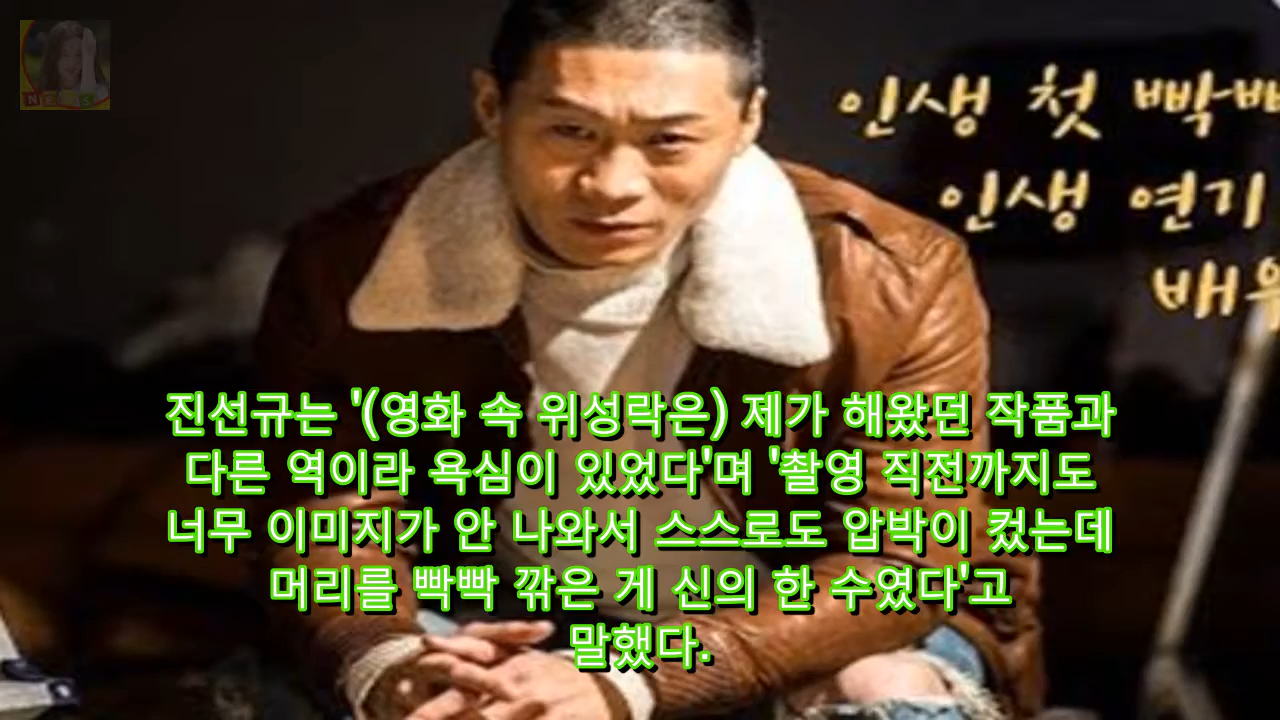 NEWS
인생 첫
인생 연기
진선규는 '(영화 속 위성락은) 제가 해왔던 작품과
다른 역이라 욕심이 있었다'며 '촬영 직전까지도
너무 이미지가 안 나와서 스스로도 압박이 컸는데
머리를 빡빡 깎은 게 신의 한 수였다'고
말했다.